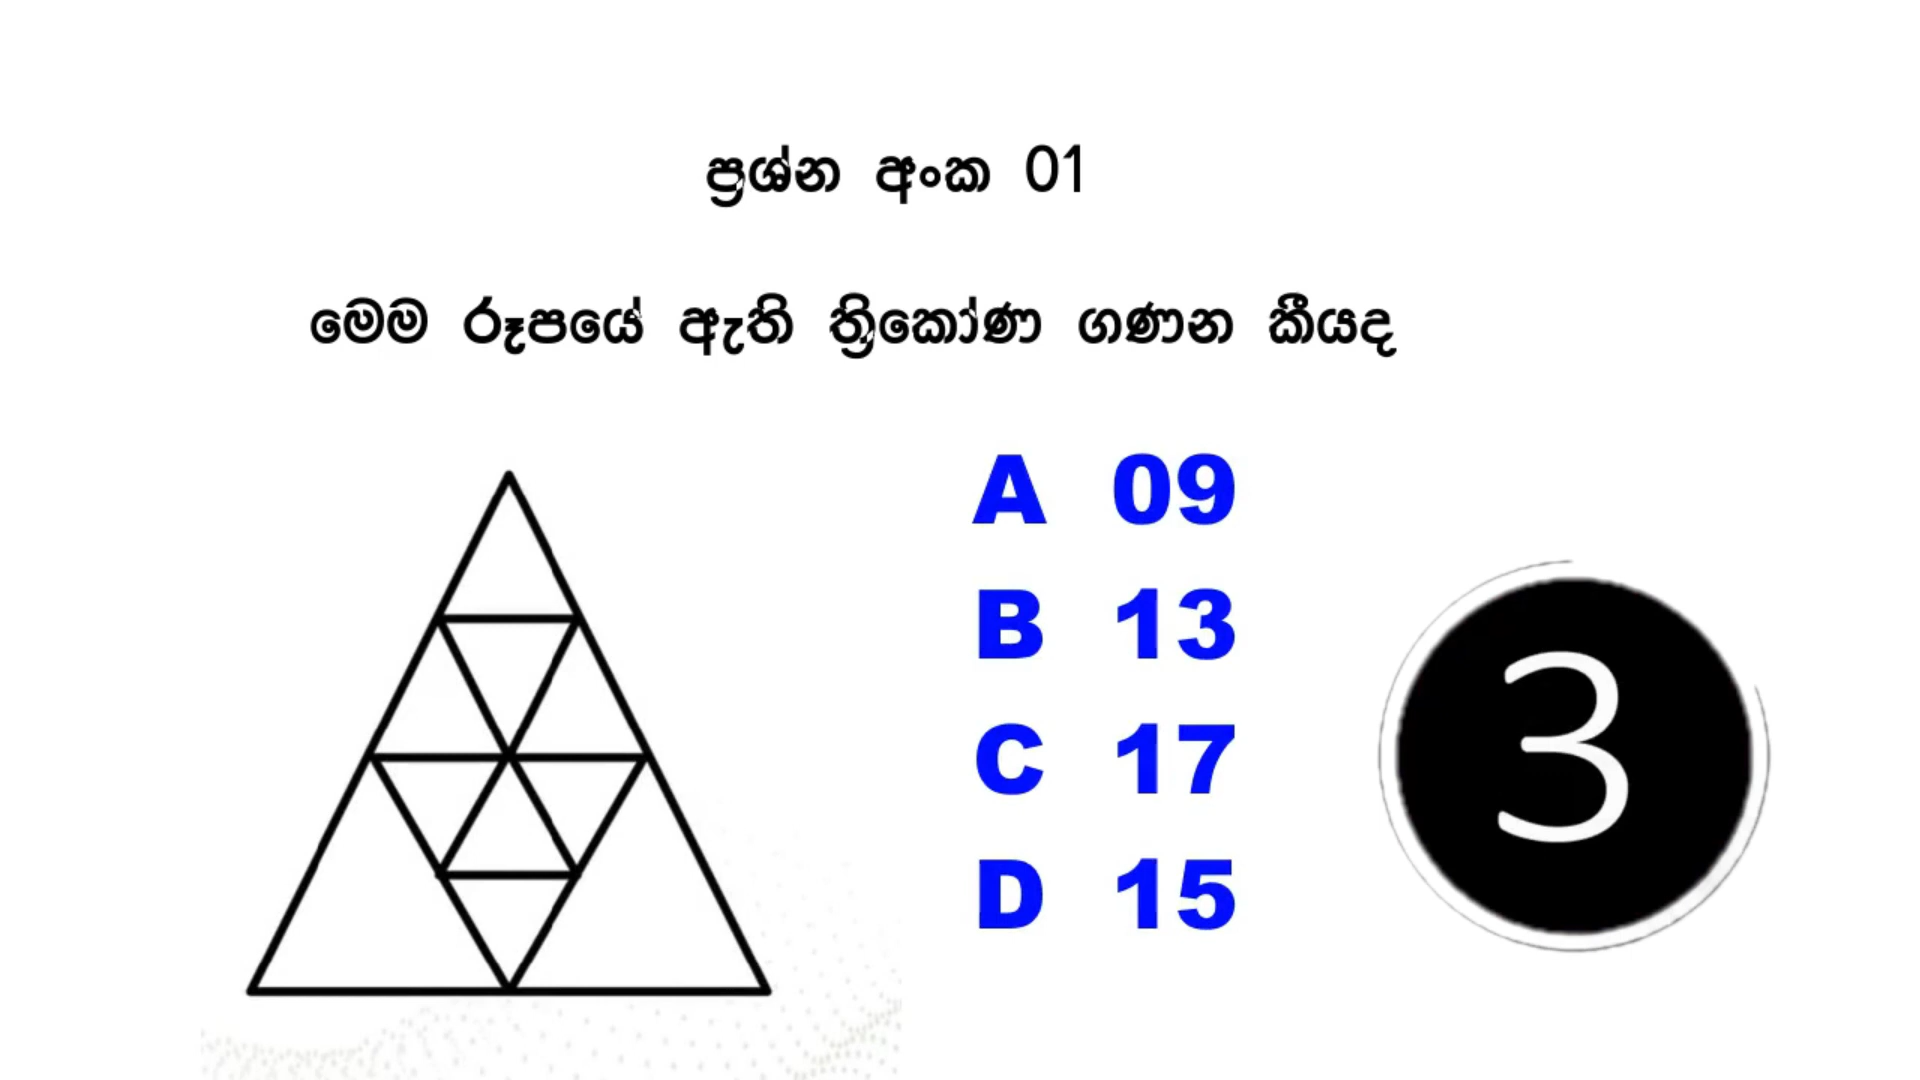 ප්‍රශ්න අංක 01
මෙම රූපයේ ඇති ත්‍රිකෝණ ගණන කීයද
A 09
B 13
C 17
D 15
3